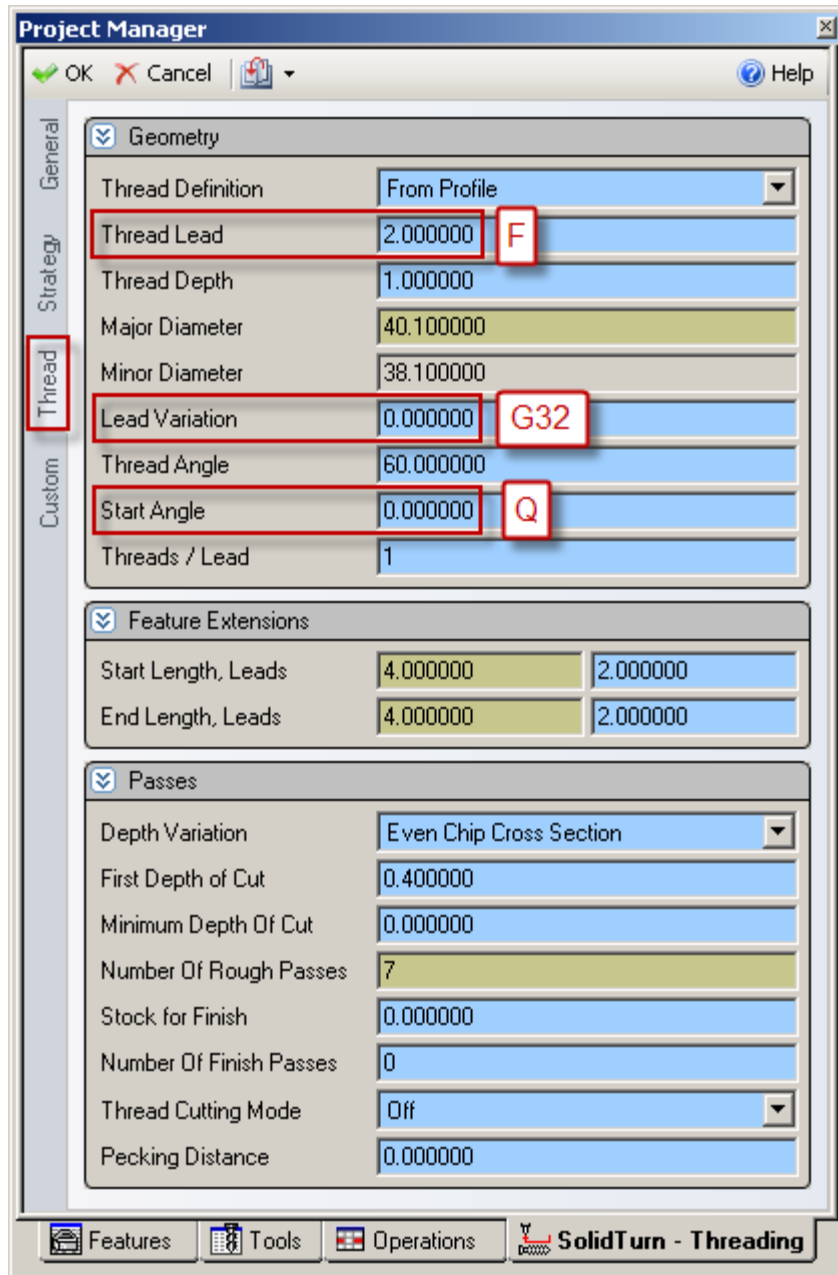 Project Manager
OK Cancel Help
General
Strategy
Thread
Custom
Geometry
Thread Definition From Profile
Thread Lead 2.000000 F
Thread Depth 1.000000
Major Diameter 40.100000
Minor Diameter 38.100000
Lead Variation 0.000000 G32
Thread Angle 60.000000
Start Angle 0.000000 Q
Threads / Lead 1
Feature Extensions
Start Length, Leads 4.000000 2.000000
End Length, Leads 4.000000 2.000000
Passes
Depth Variation Even Chip Cross Section
First Depth of Cut 0.400000
Minimum Depth Of Cut 0.000000
Number Of Rough Passes 7
Stock for Finish 0.000000
Number Of Finish Passes 0
Thread Cutting Mode Off
Pecking Distance 0.000000
Features Tools Operations SolidTurn - Threading